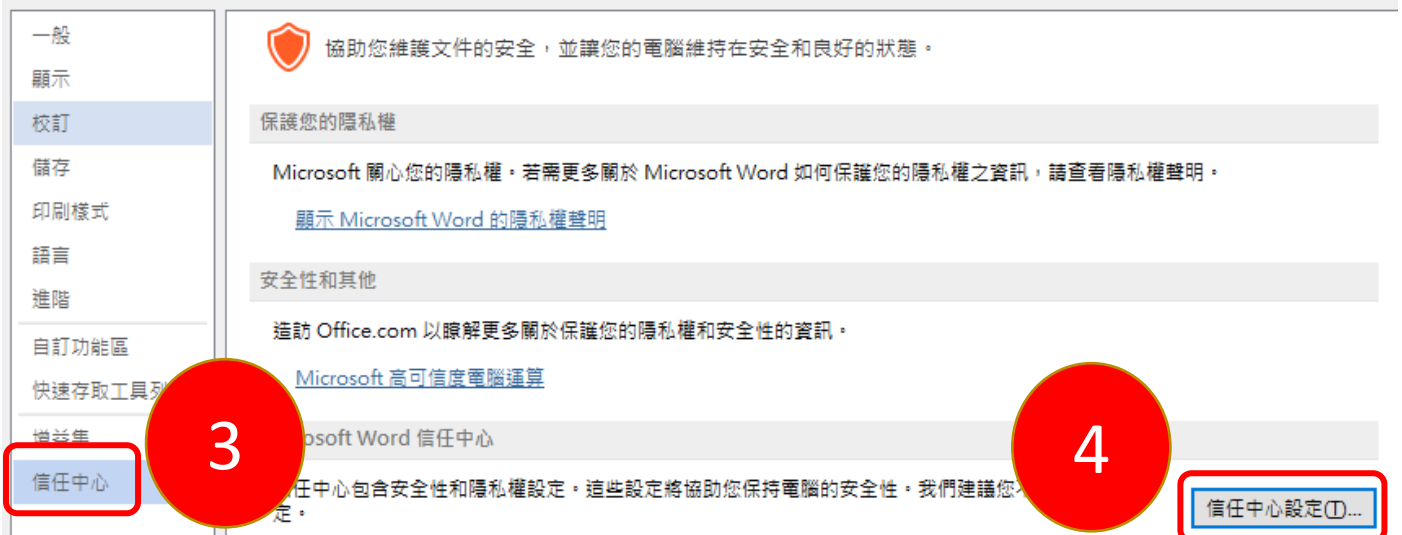 一般
顯示
校訂
儲存
印刷樣式
語言
進階
自訂功能區
快速存取工具列
增益集
信任中心
協助您維護文件的安全，並讓您的電腦維持在安全和良好的狀態。
保護您的隱私權
Microsoft 關心您的隱私權。若需更多關於 Microsoft Word 如何保護您的隱私權之資訊，請查看隱私權聲明。
顯示 Microsoft Word 的隱私權聲明
安全性和其他
造訪 Office.com 以瞭解更多關於保護您的隱私權和安全性的資訊。
Microsoft 高可信度電腦運算
osoft Word 信任中心
任中心包含安全性和隱私權設定。這些設定將協助您保持電腦的安全性。我們建議您
定。
信任中心設定(T)...
3
4